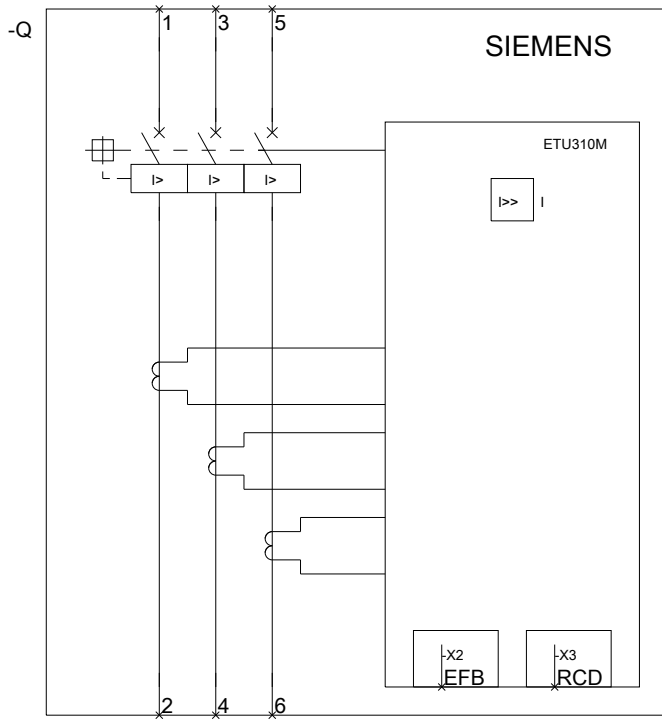 -Q
1 3 5
SIEMENS
ETU310M
I> I> I>
I>> I
-X2 -X3
EFB RCD
2 4 6